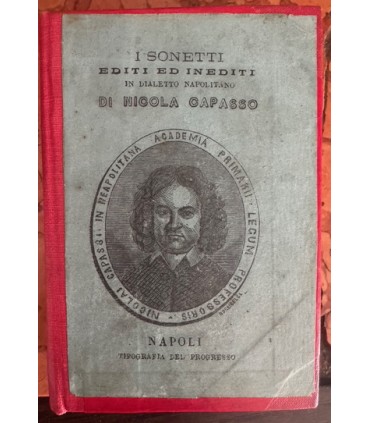 I SONETTI
EDITI ED INEDITI
IN DIALETTO NAPOLITANO
DI NICOLA CAPASSO
NICOLAI CAPASSI IN NEAPOLITANA ACADEMIA PRIMARII LEGUM PROFESSORIS
NAPOLI
TIPOGRAFIA DEL PROGRESSO